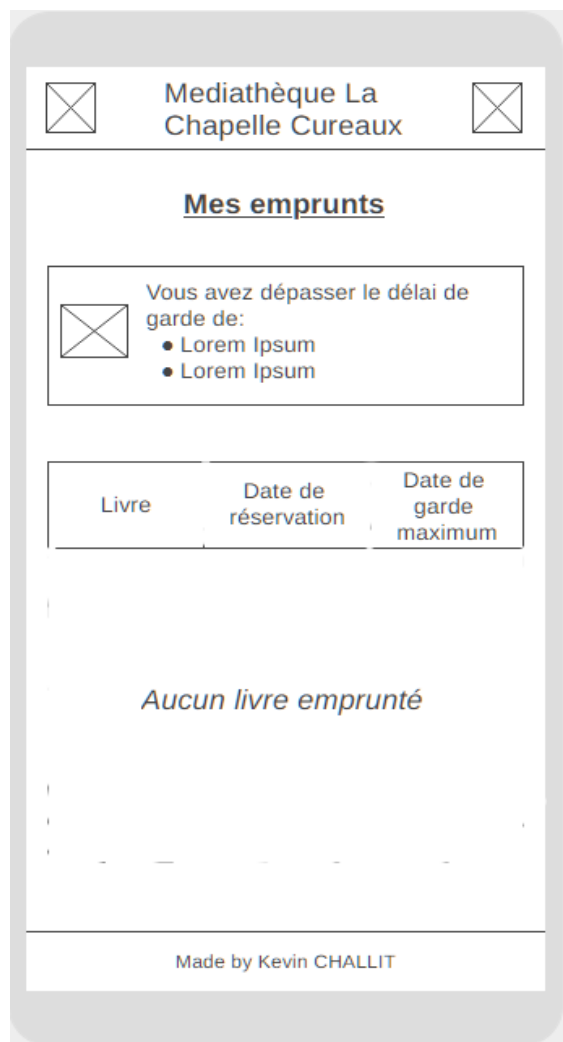 Mediathèque La
Chapelle Cureaux
Mes emprunts
Vous avez dépasser le délai de
garde de:
● Lorem Ipsum
● Lorem Ipsum
Livre
Date de
réservation
Date de
garde
maximum
Aucun livre emprunté
Made by Kevin CHALLIT